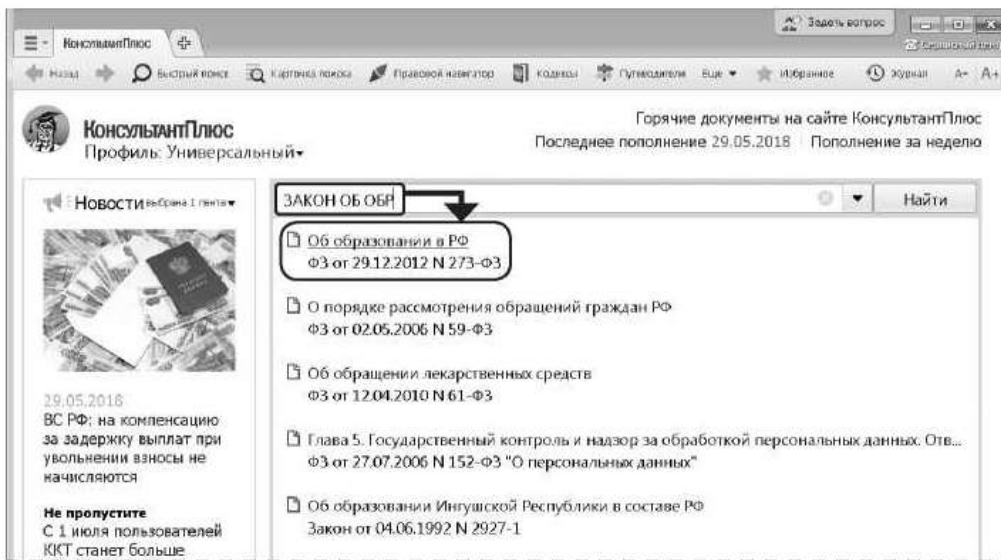 Задать вопрос
КонсультантПлюс
Назад Быстрый поиск Карточка поиска Правовой навигатор Кодексы Путеводители Еще Избранное Журнал А- А+
КонсультантПлюс
Профиль: Универсальный
Горячие документы на сайте КонсультантПлюс
Последнее пополнение 29.05.2018 Пополнение за неделю
Новости выбрана 1 лента
29.05.2018
ВС РФ: на компенсацию
за задержку выплат при
увольнении взносы не
начисляются
Не пропустите
С 1 июля пользователей
ККТ станет больше
ЗАКОН ОБ ОБР
Найти
Об образовании в РФ
ФЗ от 29.12.2012 N 273-ФЗ
О порядке рассмотрения обращений граждан РФ
ФЗ от 02.05.2006 N 59-ФЗ
Об обращении лекарственных средств
ФЗ от 12.04.2010 N 61-ФЗ
Глава 5. Государственный контроль и надзор за обработкой персональных данных. Отв...
ФЗ от 27.07.2006 N 152-ФЗ "О персональных данных"
Об образовании Ингушской Республики в составе РФ
Закон от 04.06.1992 N 2927-1